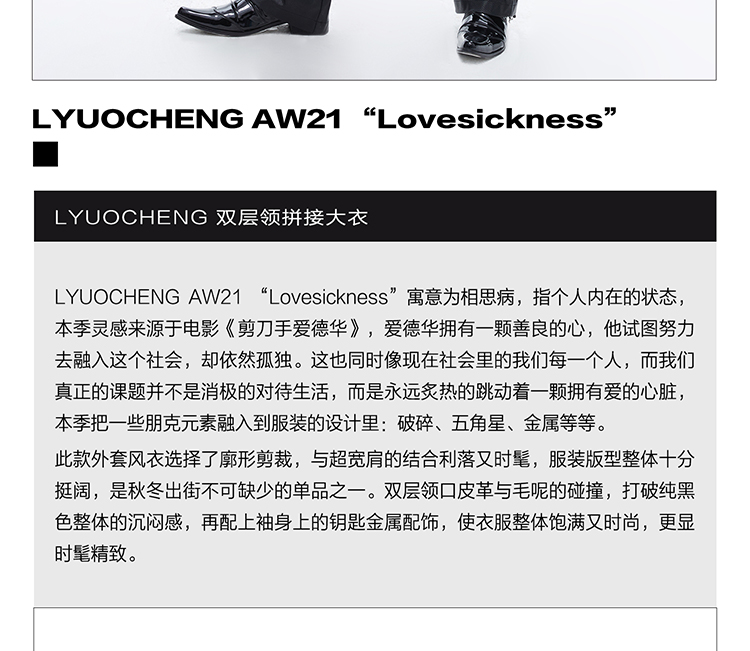 LYUOCHENG AW21 “Lovesickness”
LYUOCHENG 双层领拼接大衣
LYUOCHENG AW21 “Lovesickness”寓意为相思病，指个人内在的状态，
本季灵感来源于电影《剪刀手爱德华》，爱德华拥有一颗善良的心，他试图努力
去融入这个社会，却依然孤独。这也同时像现在社会里的我们每一个人，而我们
真正的课题并不是消极的对待生活，而是永远炙热的跳动着一颗拥有爱的心脏，
本季把一些朋克元素融入到服装的设计里：破碎、五角星、金属等等。
此款外套风衣选择了廓形剪裁，与超宽肩的结合利落又时髦，服装版型整体十分
挺阔，是秋冬出街不可缺少的单品之一。双层领口皮革与毛呢的碰撞，打破纯黑
色整体的沉闷感，再配上袖身上的钥匙金属配饰，使衣服整体饱满又时尚，更显
时髦精致。